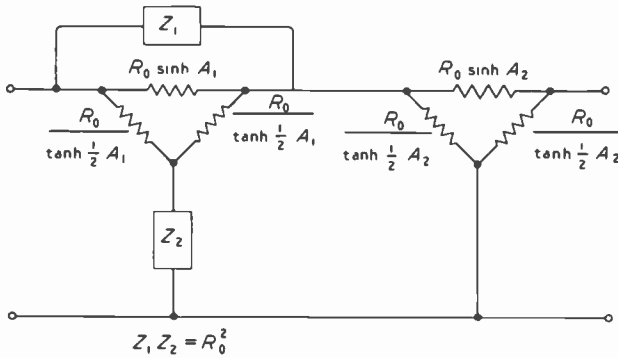 Z₁
R₀ sinh A₁
R₀ sinh A₂
R₀ / tanh ½ A₁
R₀ / tanh ½ A₁
R₀ / tanh ½ A₂
R₀ / tanh ½ A₂
Z₂
Z₁ Z₂ = R₀²